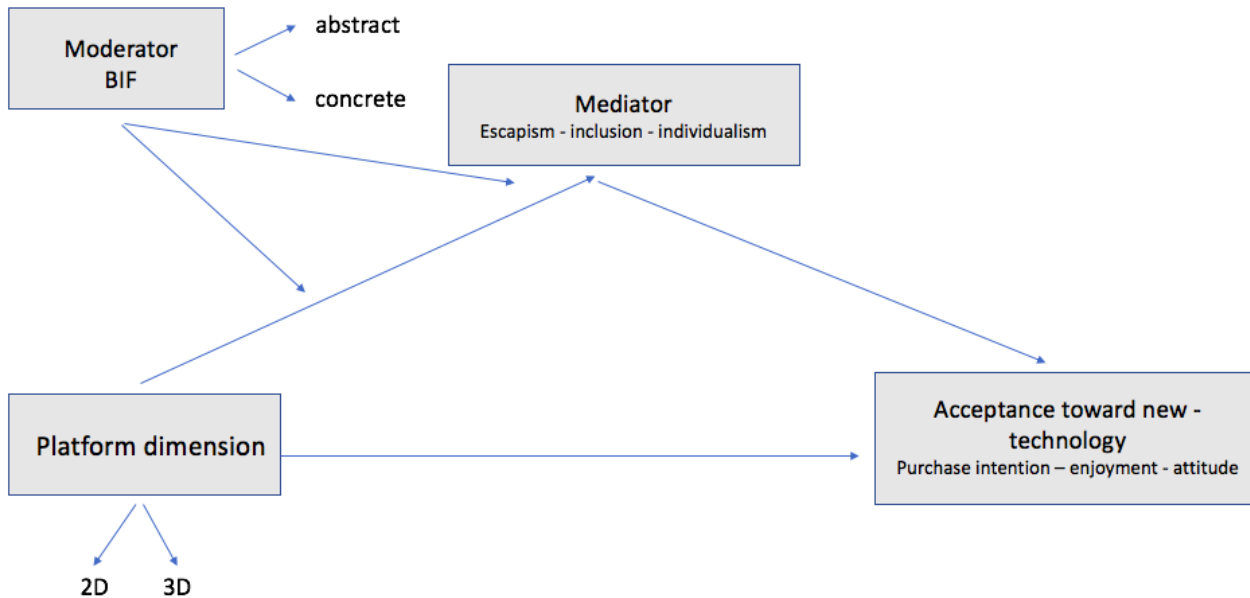 Moderator
BIF
abstract
concrete
Mediator
Escapism - inclusion - individualism
Platform dimension
2D
3D
Acceptance toward new -
technology
Purchase intention – enjoyment - attitude